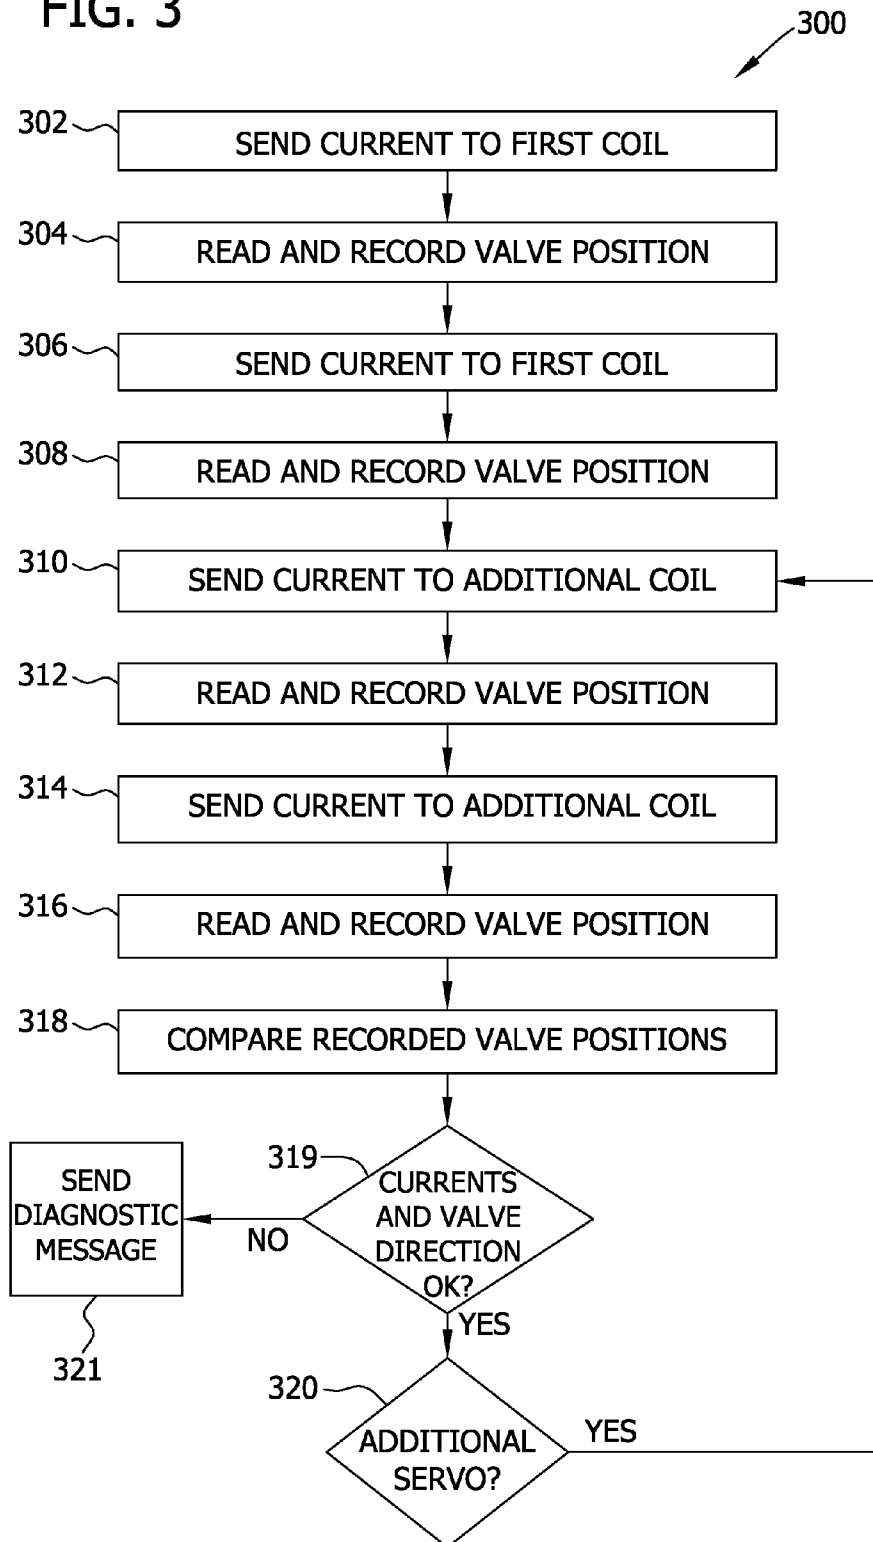 FIG. 3
300
302
SEND CURRENT TO FIRST COIL
304
READ AND RECORD VALVE POSITION
306
SEND CURRENT TO FIRST COIL
308
READ AND RECORD VALVE POSITION
310
SEND CURRENT TO ADDITIONAL COIL
312
READ AND RECORD VALVE POSITION
314
SEND CURRENT TO ADDITIONAL COIL
316
READ AND RECORD VALVE POSITION
318
COMPARE RECORDED VALVE POSITIONS
319
CURRENTS
AND VALVE
DIRECTION
OK?
NO
SEND
DIAGNOSTIC
MESSAGE
321
YES
320
ADDITIONAL
SERVO?
YES